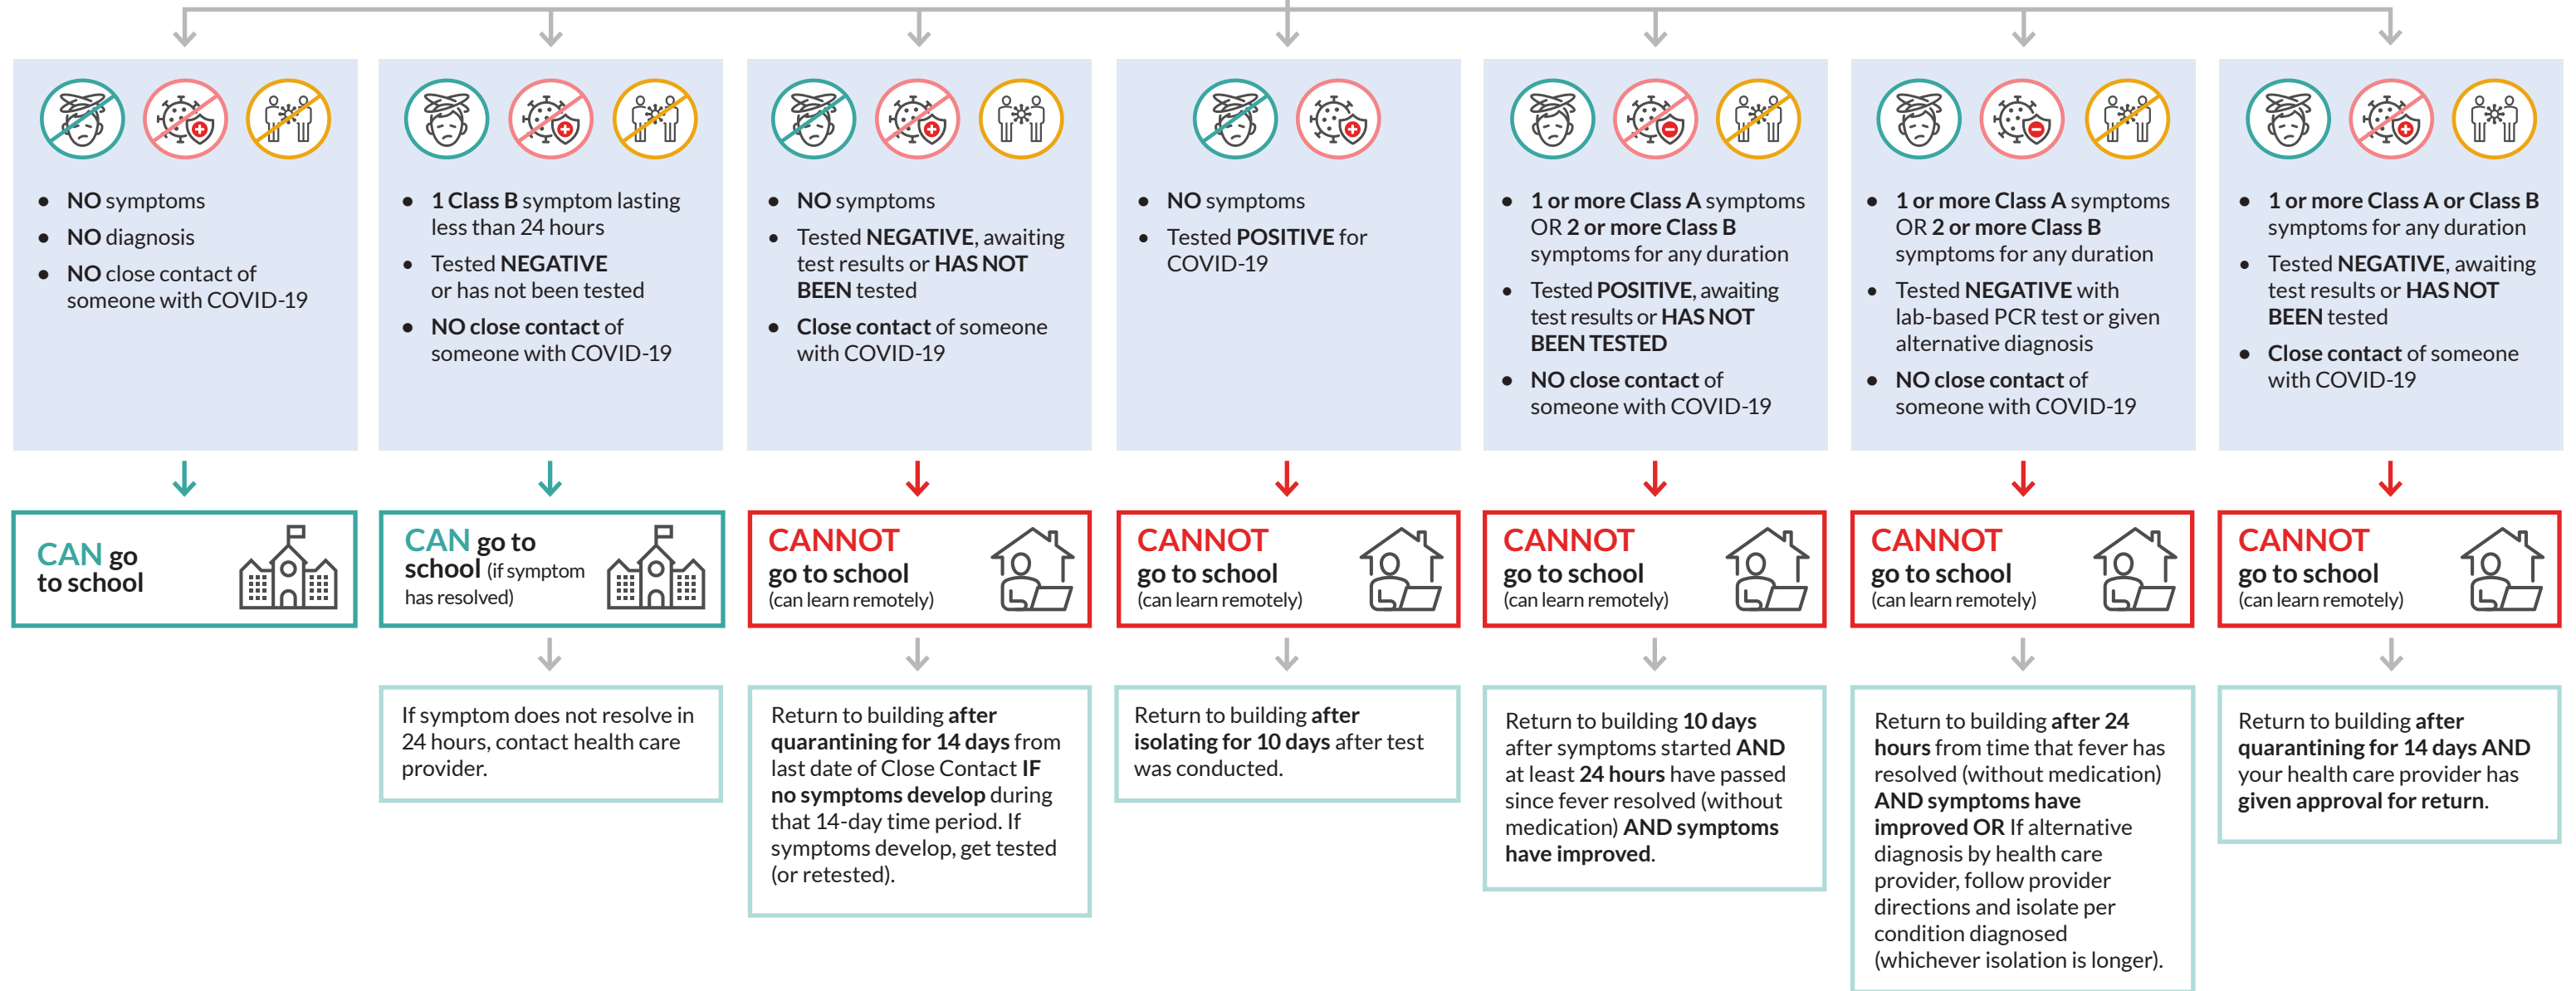 ● NO symptoms
● NO diagnosis
● NO close contact of
someone with COVID-19
CAN go
to school
● 1 Class B symptom lasting
less than 24 hours
● Tested NEGATIVE
or has not been tested
● NO close contact of
someone with COVID-19
CAN go to
school (if symptom
has resolved)
If symptom does not resolve in
24 hours, contact health care
provider.
● NO symptoms
● Tested NEGATIVE, awaiting
test results or HAS NOT
BEEN tested
● Close contact of someone
with COVID-19
CANNOT
go to school
(can learn remotely)
Return to building after
quarantining for 14 days from
last date of Close Contact IF
no symptoms develop during
that 14-day time period. If
symptoms develop, get tested
(or retested).
● NO symptoms
● Tested POSITIVE for
COVID-19
CANNOT
go to school
(can learn remotely)
Return to building after
isolating for 10 days after test
was conducted.
● 1 or more Class A symptoms
OR 2 or more Class B
symptoms for any duration
● Tested POSITIVE, awaiting
test results or HAS NOT
BEEN TESTED
● NO close contact of
someone with COVID-19
CANNOT
go to school
(can learn remotely)
Return to building 10 days
after symptoms started AND
at least 24 hours have passed
since fever resolved (without
medication) AND symptoms
have improved.
● 1 or more Class A symptoms
OR 2 or more Class B
symptoms for any duration
● Tested NEGATIVE with
lab-based PCR test or given
alternative diagnosis
● NO close contact of
someone with COVID-19
CANNOT
go to school
(can learn remotely)
Return to building after 24
hours from time that fever has
resolved (without medication)
AND symptoms have
improved OR If alternative
diagnosis by health care
provider, follow provider
directions and isolate per
condition diagnosed
(whichever isolation is longer).
● 1 or more Class A or Class B
symptoms for any duration
● Tested NEGATIVE, awaiting
test results or HAS NOT
BEEN tested
● Close contact of someone
with COVID-19
CANNOT
go to school
(can learn remotely)
Return to building after
quarantining for 14 days AND
your health care provider has
given approval for return.